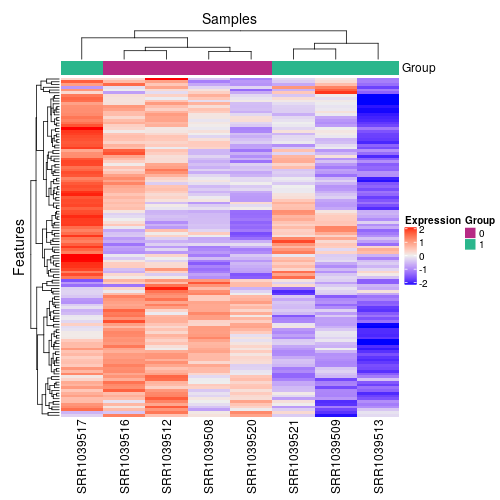 Samples
Group
Features
Expression Group
2
1
0
-1
-2
0
1
SRR1039517
SRR1039516
SRR1039512
SRR1039508
SRR1039520
SRR1039521
SRR1039509
SRR1039513